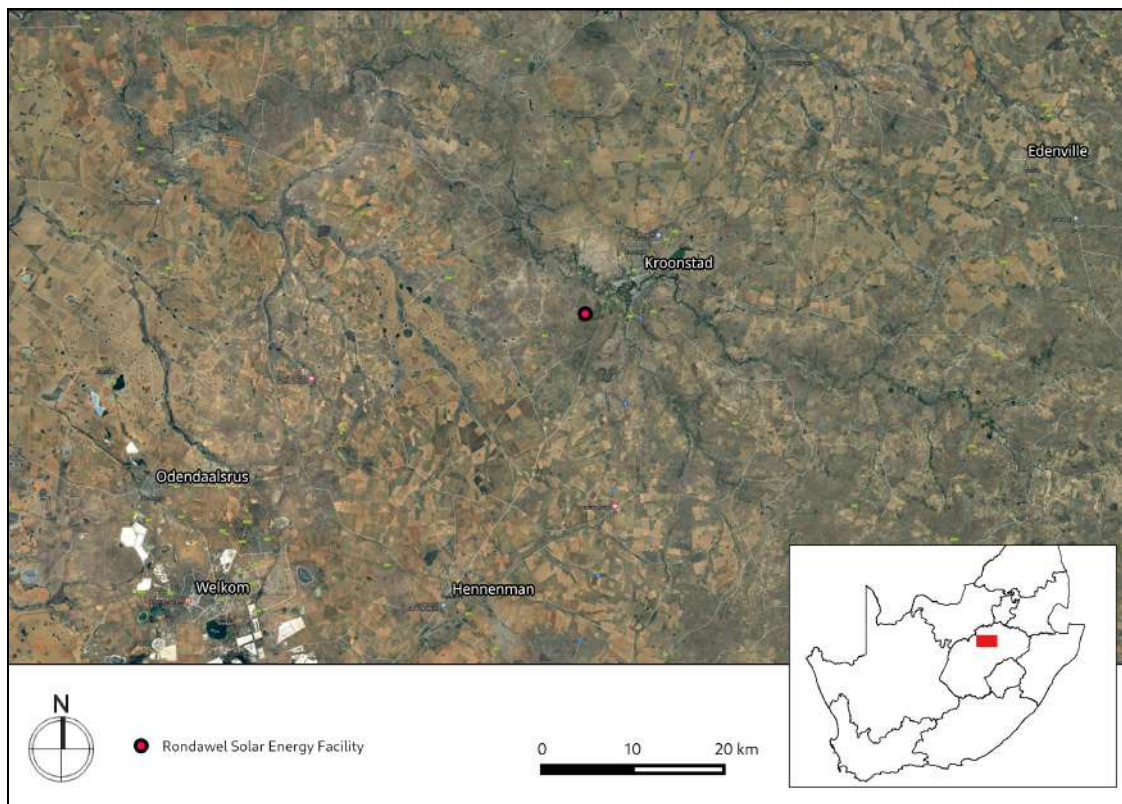 Edenville
Kroonstad
Odendaalsrus
Welkom
Hennenman
N
Rondawel Solar Energy Facility
0 10 20 km